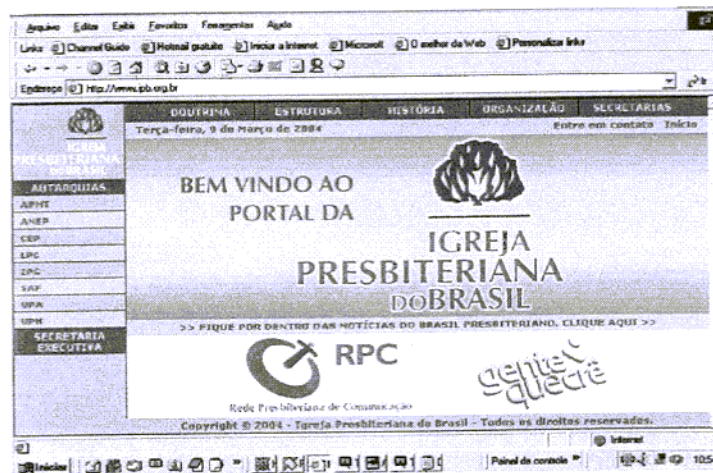 Arquivo Editar Exibir Favoritos Ferramentas Ajuda
Links Channel Guide Hotmail gratuito Iniciar a Internet Microsoft O melhor da Web Personalizar links
Endereço http://www.ipb.org.br
DOUTRINA ESTRUTURA HISTÓRIA ORGANIZAÇÃO SECRETARIAS
Terça-feira, 9 de Março de 2004 Entre em contato Início
IGREJA
PRESBITERIANA
DO BRASIL
AUTARQUIAS
APMT
ANEP
CEP
LPC
SAF
UPA
UPH
SECRETARIA
EXECUTIVA
BEM VINDO AO
PORTAL DA
IGREJA
PRESBITERIANA
DO BRASIL
>> FIQUE POR DENTRO DAS NOTÍCIAS DO BRASIL PRESBITERIANO. CLIQUE AQUI >>
RPC
Rede Presbiteriana de Comunicação
gente
que crê
Copyright © 2004 - Igreja Presbiteriana do Brasil - Todos os direitos reservados.
Internet
Iniciar Painel de controle 10:5